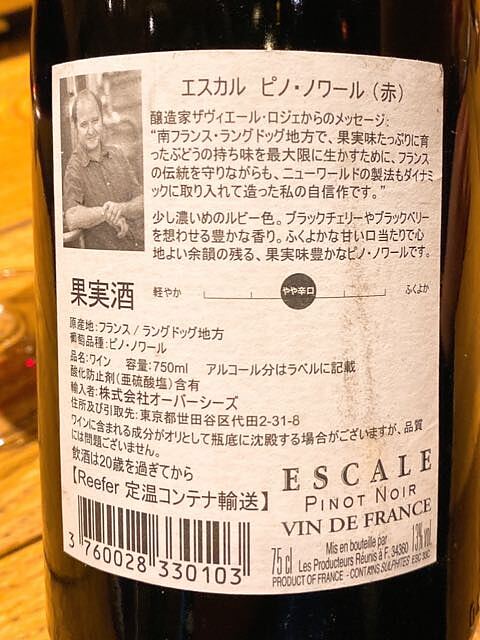 エスカル ピノ・ノワール（赤）
醸造家ザヴィエール・ロジェからのメッセージ：
“南フランス・ラングドッグ地方で、果実味たっぷりに育
ったぶどうの持ち味を最大限に生かすために、フランス
の伝統を守りながらも、ニューワールドの製法もダイナミ
ックに取り入れて造った私の自信作です。”
少し濃いめのルビー色。ブラックチェリーやブラックベリー
を想わせる豊かな香り。ふくよかな甘い口当たりで心
地よい余韻の残る、果実味豊かなピノ・ノワールです。
果実酒 軽やか やや辛口 ふくよか
原産地：フランス / ラングドッグ地方
葡萄品種：ピノ・ノワール
品名：ワイン 容量：750ml アルコール分はラベルに記載
酸化防止剤（亜硫酸塩）含有
輸入者：株式会社オーバーシーズ
住所及び引取先：東京都世田谷区代田2-31-8
ワインに含まれる成分がオリとして瓶底に沈殿する場合がございますが、品質
には問題ございません。
飲酒は20歳を過ぎてから
【Reefer 定温コンテナ輸送】
3 760028 330103
ESCALE
PINOT NOIR
VIN DE FRANCE
75 cl
Mis en bouteille par
Les Producteurs Réunis à F. 34360
13% vol.
PRODUCT OF FRANCE - CONTAINS SULPHITES